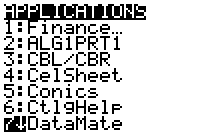 APPLICATIONS
1:Finance…
2:ALG1PRT1
3:CBL/CBR
4:CelSheet
5:Conics
6:CtlgHelp
7↓DataMate